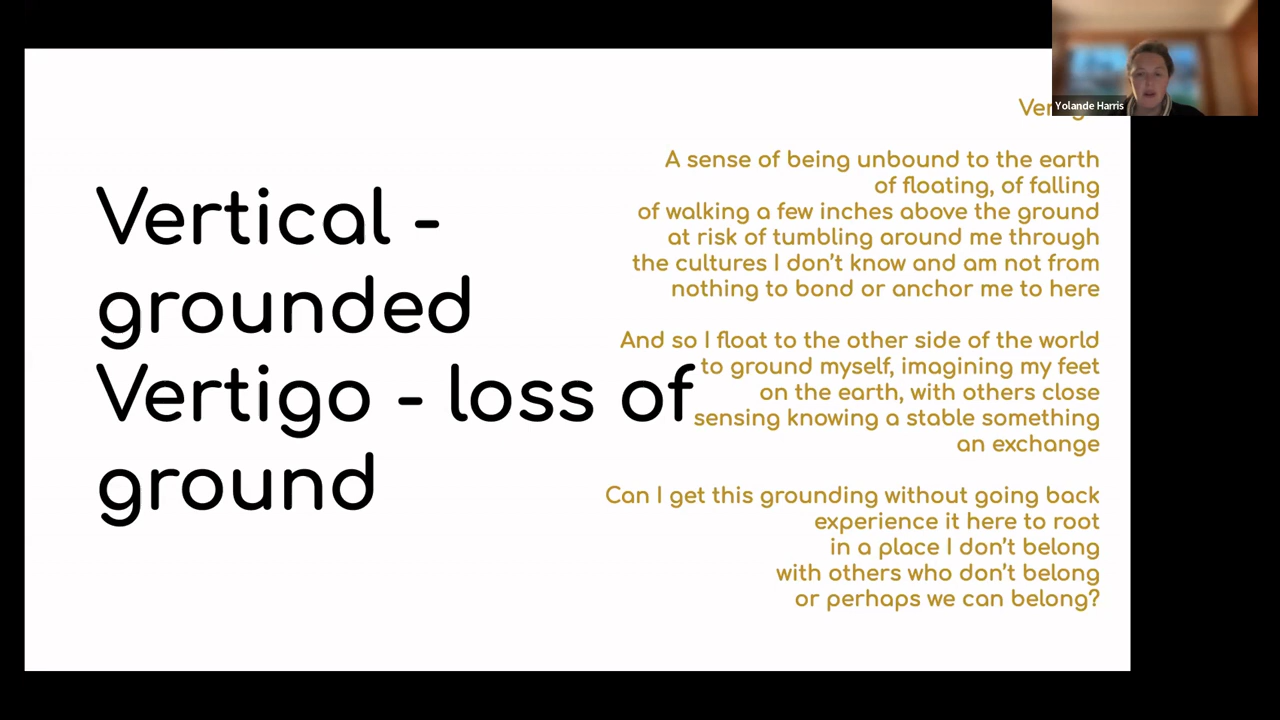 Yolande Harris
Vertical -
grounded
Vertigo - loss of
ground
A sense of being unbound to the earth
of floating, of falling
of walking a few inches above the ground
at risk of tumbling around me through
the cultures I don't know and am not from
nothing to bond or anchor me to here
And so I float to the other side of the world
to ground myself, imagining my feet
on the earth, with others close
sensing knowing a stable something
an exchange
Can I get this grounding without going back
experience it here to root
in a place I don't belong
with others who don't belong
or perhaps we can belong?